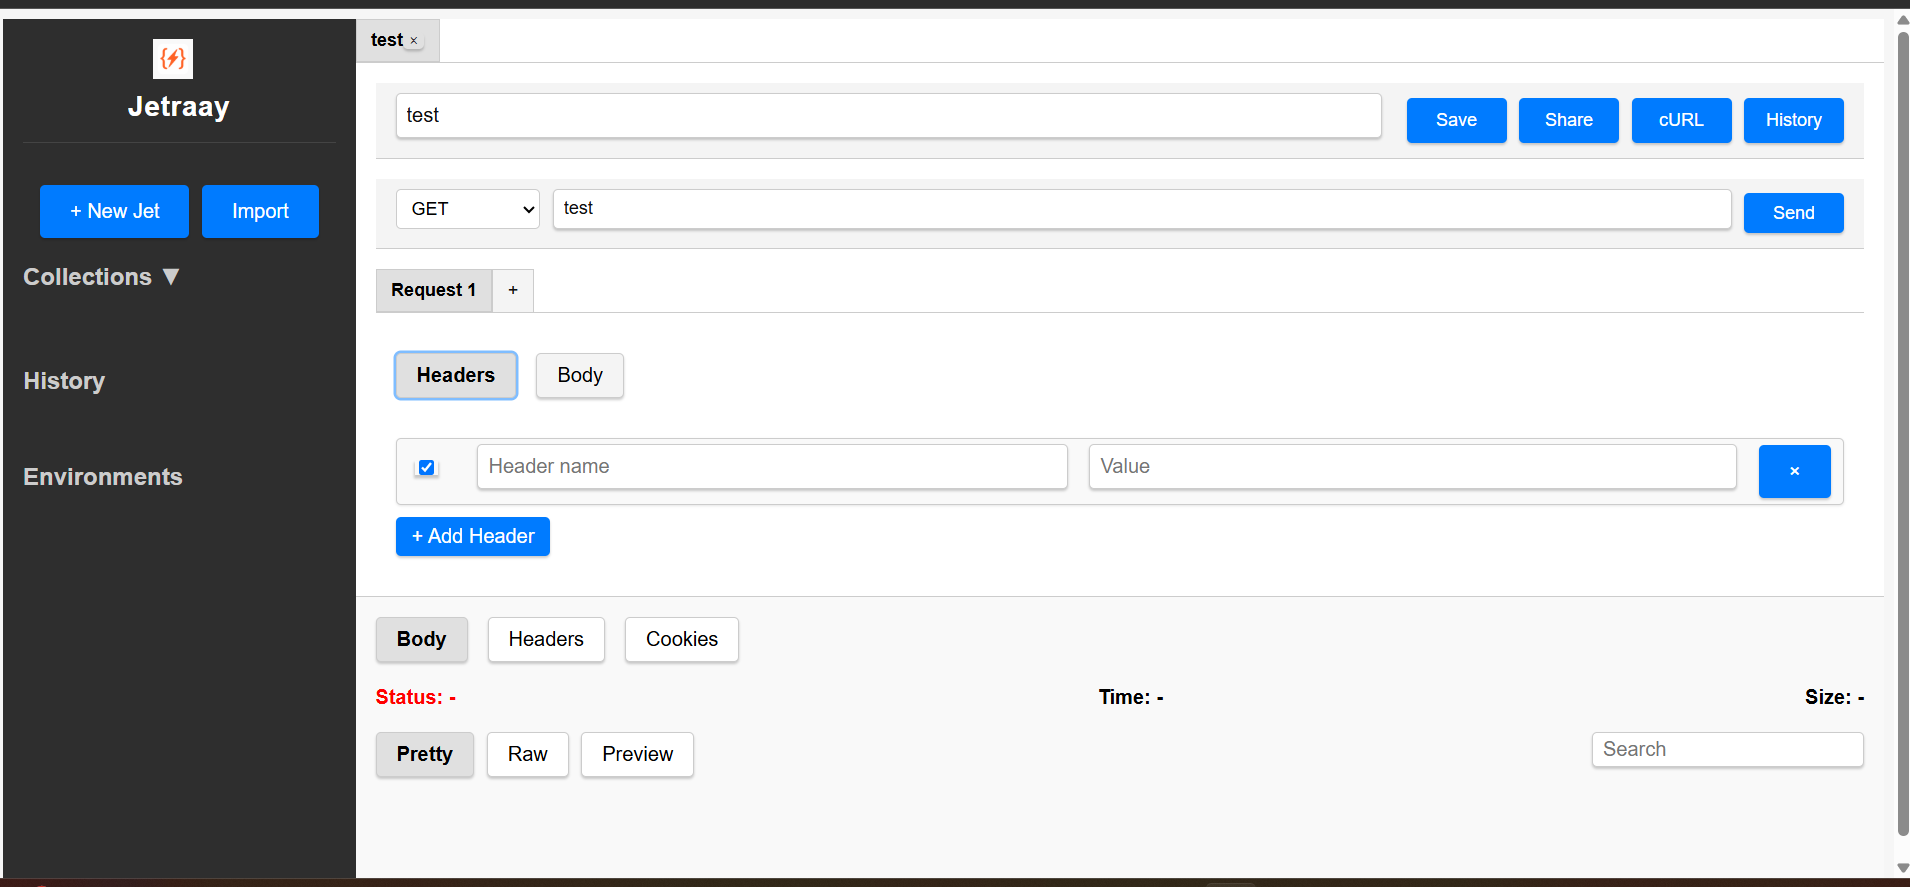 Jetraay
+ New Jet
Import
Collections ▼
History
Environments
test ×
test
Save
Share
cURL
History
GET
test
Send
Request 1
+
Headers
Body
Header name
Value
×
+ Add Header
Body
Headers
Cookies
Status: -
Time: -
Size: -
Pretty
Raw
Preview
Search